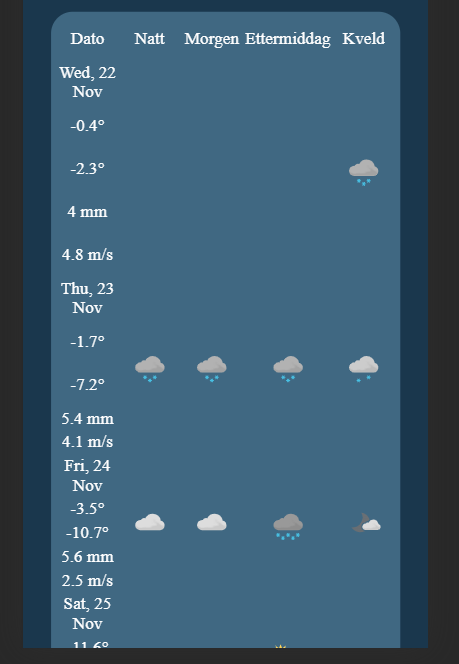 Dato Natt Morgen Ettermiddag Kveld
Wed, 22
Nov
-0.4°
-2.3°
4 mm
4.8 m/s
Thu, 23
Nov
-1.7°
-7.2°
5.4 mm
4.1 m/s
Fri, 24
Nov
-3.5°
-10.7°
5.6 mm
2.5 m/s
Sat, 25
Nov
-11.6°